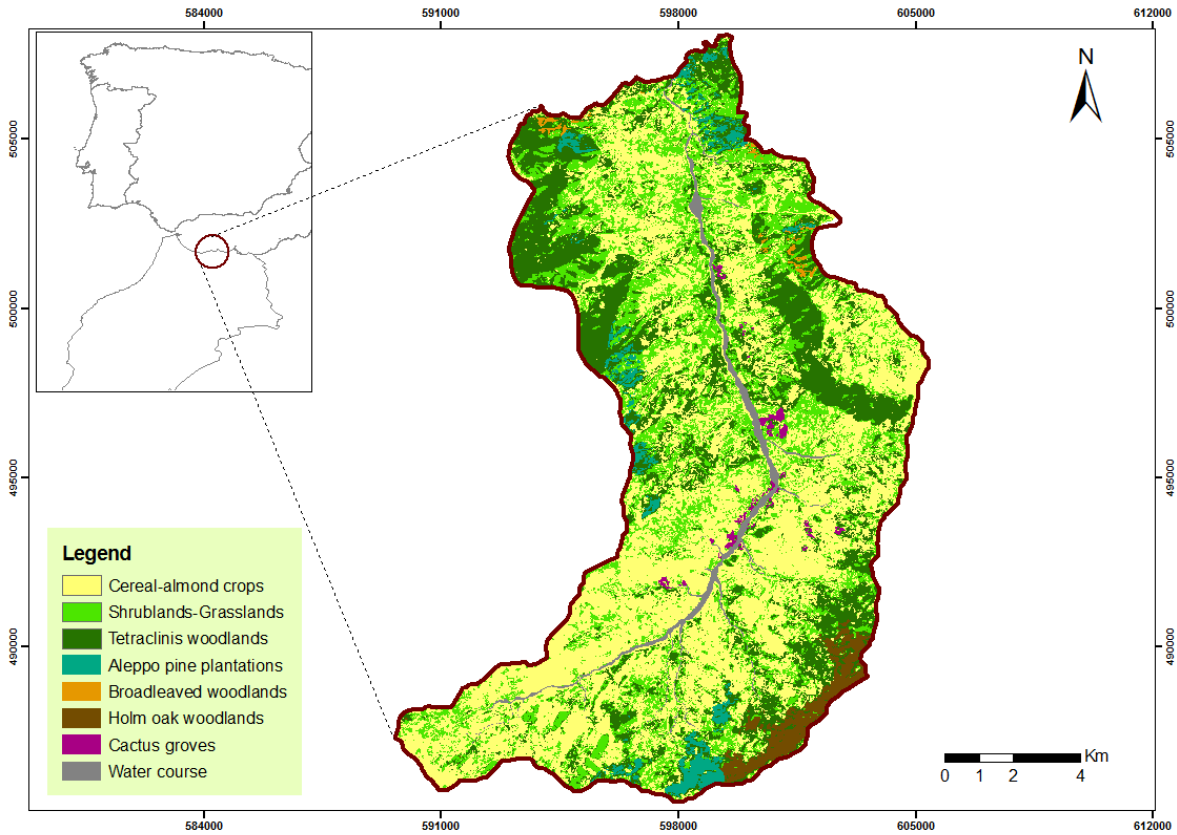 584000 591000 598000 605000 612000
N
505000 505000
500000 500000
495000 495000
490000 490000
Legend
Cereal-almond crops
Shrublands-Grasslands
Tetraclinis woodlands
Aleppo pine plantations
Broadleaved woodlands
Holm oak woodlands
Cactus groves
Water course
Km
0 1 2 4
584000 591000 598000 605000 612000